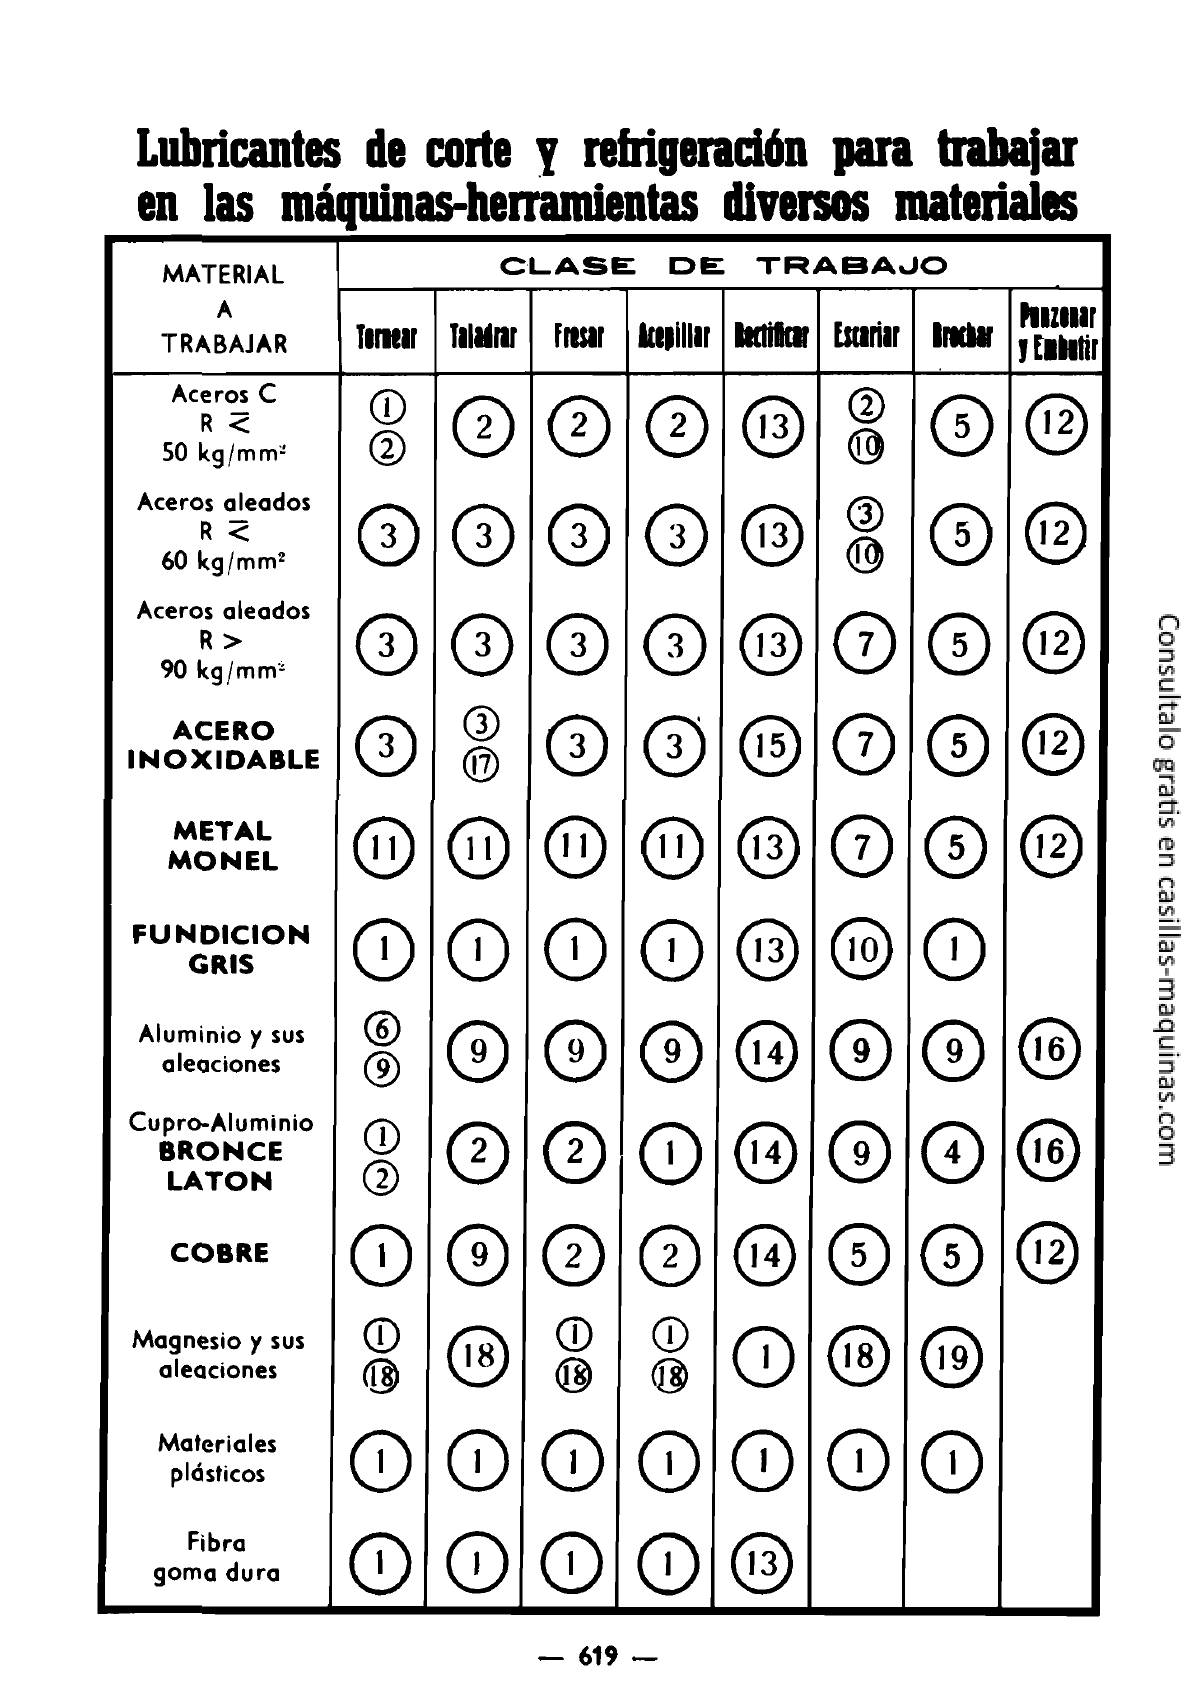 Lubricantes de corte y refrigeración para trabajar
en las máquinas-herramientas diversos materiales
MATERIAL
A
TRABAJAR
CLASE DE TRABAJO
Tornear Taladrar Fresar Acepillar Rectificar Escariar Brochar Punzonar
y Embutir
Aceros C
R ⋜
50 kg/mm²
1
2
2 2 2 13
2
10
5 12
Aceros aleados
R ⋜
60 kg/mm²
3 3 3 3 13
3
10
5 12
Aceros aleados
R >
90 kg/mm²
3 3 3 3 13 7 5 12
ACERO
INOXIDABLE
3
3
17
3 3 15 7 5 12
METAL
MONEL
11 11 11 11 13 7 5 12
FUNDICION
GRIS
1 1 1 1 13 10 1
Aluminio y sus
aleaciones
6
9
9 9 9 14 9 9 16
Cupro-Aluminio
BRONCE
LATON
1
2
2 2 1 14 9 4 16
COBRE
1 9 2 2 14 5 5 12
Magnesio y sus
aleaciones
1
18
18
1
18
1
18
1 18 19
Materiales
plásticos
1 1 1 1 1 1 1
Fibra
goma dura
1 1 1 1 13
— 619 —
Consultalo gratis en casillas-maquinas.com